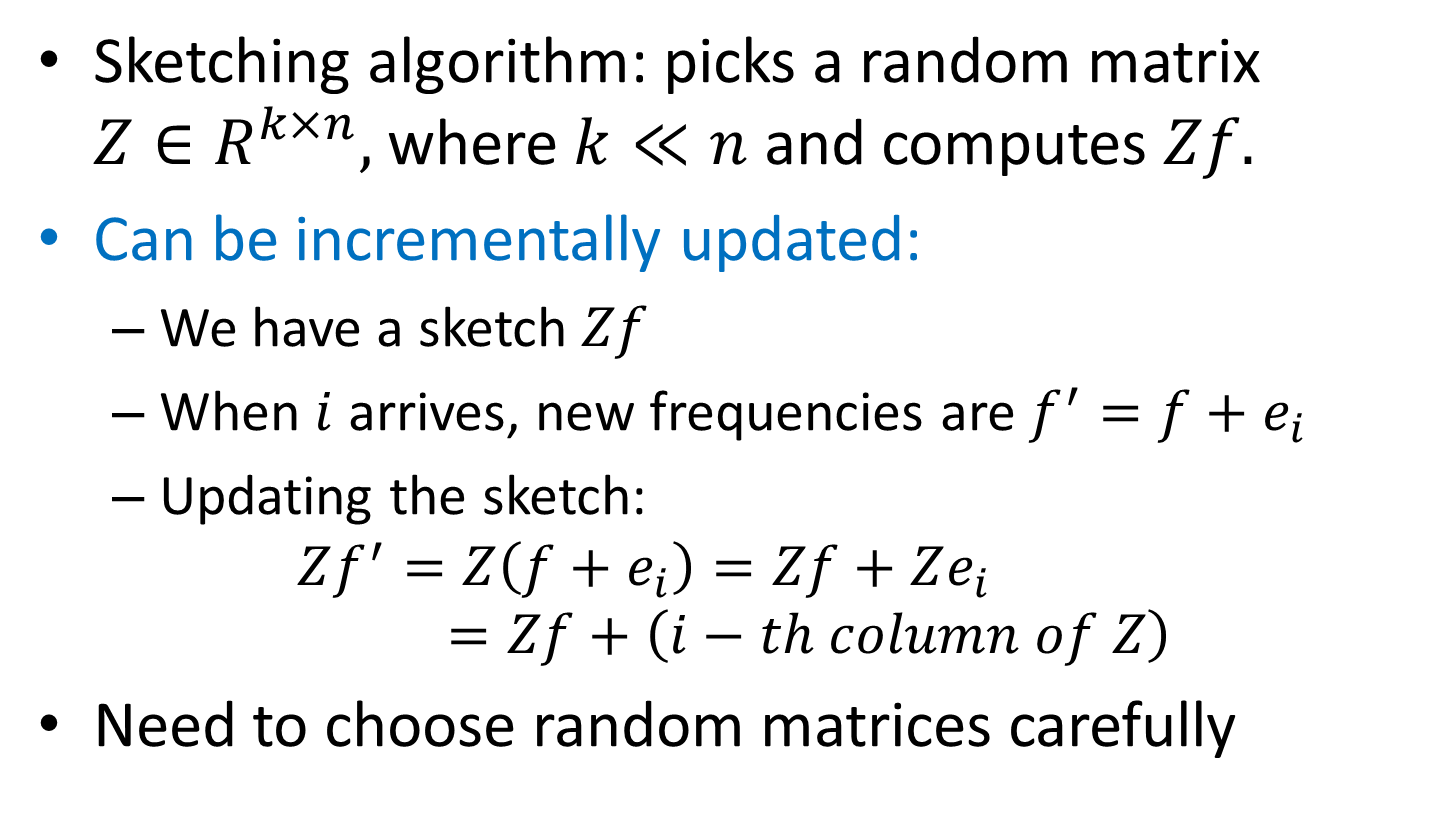 • Sketching algorithm: picks a random matrix
𝑍 ∈ 𝑅^{𝑘×𝑛}, where 𝑘 ≪ 𝑛 and computes 𝑍𝑓.
• Can be incrementally updated:
– We have a sketch 𝑍𝑓
– When 𝑖 arrives, new frequencies are 𝑓′ = 𝑓 + 𝑒_𝑖
– Updating the sketch:
𝑍𝑓′ = 𝑍(𝑓 + 𝑒_𝑖) = 𝑍𝑓 + 𝑍𝑒_𝑖
= 𝑍𝑓 + (𝑖 − 𝑡ℎ 𝑐𝑜𝑙𝑢𝑚𝑛 𝑜𝑓 𝑍)
• Need to choose random matrices carefully